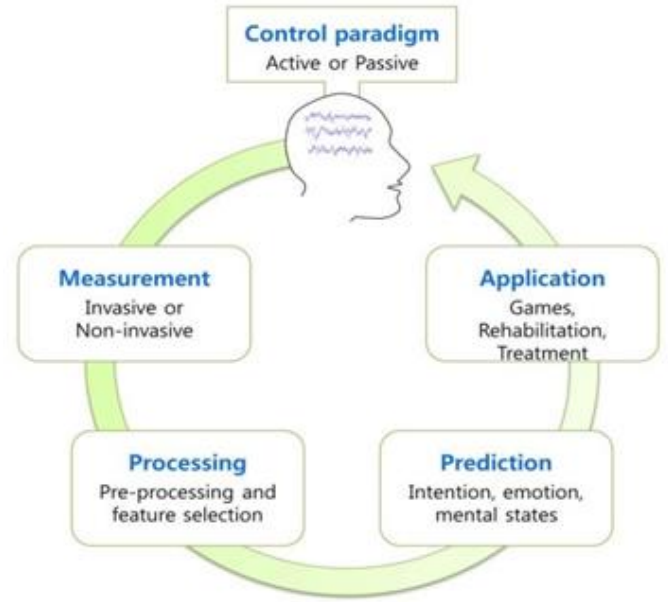 Control paradigm
Active or Passive
Measurement
Invasive or
Non-invasive
Application
Games,
Rehabilitation,
Treatment
Processing
Pre-processing and
feature selection
Prediction
Intention, emotion,
mental states